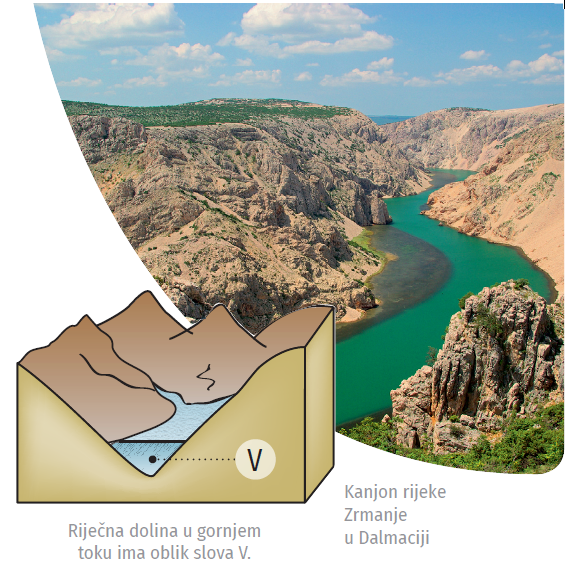 V
Riječna dolina u gornjem
toku ima oblik slova V.
Kanjon rijeke
Zrmanje
u Dalmaciji